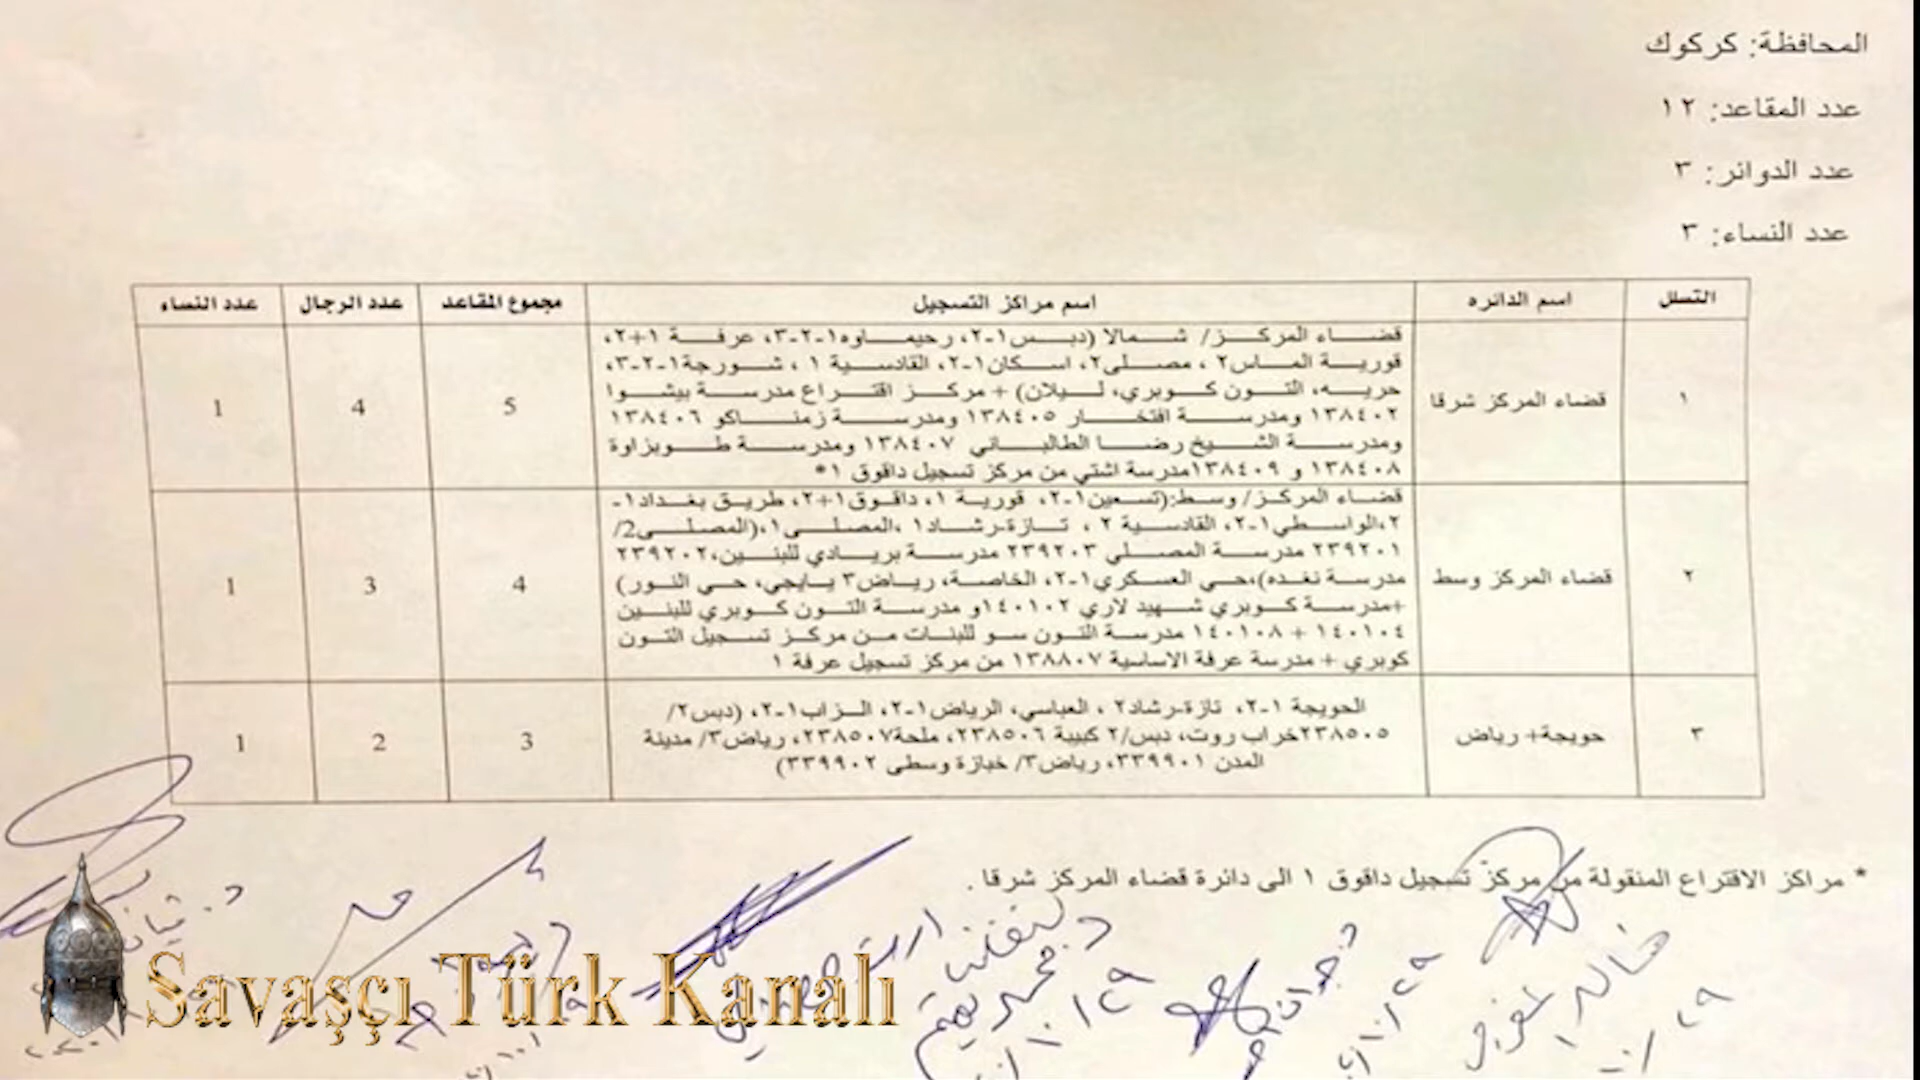 المحافظة: كركوك
عدد المقاعد: ١٢
عدد الدوائر: ٣
عدد النساء: ٣
التسلل اسم الدائره اسم مراكز التسجيل مجموع المقاعد عدد الرجال عدد النساء
١ قضاء المركز شرقا
قضاء المركز/ شمالا (دبس١-٢، رحيماوه١-٢-٣، عرفة ١+٢،
قورية الماس٢ ، مصلى٢، اسكان١-٢، القادسية ١ ، شورجة١-٢-٣،
حريه، التون كوبري، ليلان) + مركز اقتراع مدرسة بيشوا
١٣٨٤٠٢ ومدرسة افتخار ١٣٨٤٠٥ ومدرسة زمناكو ١٣٨٤٠٦
ومدرسة الشيخ رضا الطالباني ١٣٨٤٠٧ ومدرسة طوبزاوة
١٣٨٤٠٨ و ١٣٨٤٠٩مدرسة اشتي من مركز تسجيل داقوق ١*
5 4 1
٢ قضاء المركز وسط
قضاء المركز/ وسط:(تسعين١-٢، قورية ١، داقوق١+٢، طريق بغداد١-
٢،الواسطي١-٢، القادسية ٢ ، تازة-رشاد١ ،المصلى١،(المصلى2/
٢٣٩٢٠١ مدرسة المصلى ٢٣٩٢٠٣ مدرسة بريادي للبنين،٢٣٩٢٠٢
مدرسة نغده)،حي العسكري١-٢، الخاصة، رياض٣ يايجي، حي النور)
+مدرسة كوبري شهيد لاري ١٤٠١٠٢و مدرسة التون كوبري للبنين
١٤٠١٠٤ + ١٤٠١٠٨ مدرسة التون سو للبنات من مركز تسجيل التون
كوبري + مدرسة عرفة الاساسية ١٣٨٨٠٧ من مركز تسجيل عرفة ١
4 3 1
٣ حويجة+ رياض
الحويجة ١-٢، تازة-رشاد٢ ، العباسي، الرياض١-٢، الزاب١-٢، (دبس٢/
٢٣٨٥٠٥خراب روت، دبس/٢ كبيبة ٢٣٨٥٠٦، ملحة٢٣٨٥٠٧، رياض٣/ مدينة
المدن ٣٣٩٩٠١، رياض٣/ خبازة وسطى ٣٣٩٩٠٢)
3 2 1
* مراكز الاقتراع المنقولة من مركز تسجيل داقوق ١ الى دائرة قضاء المركز شرقا .
Savaşçı Türk Kanalı